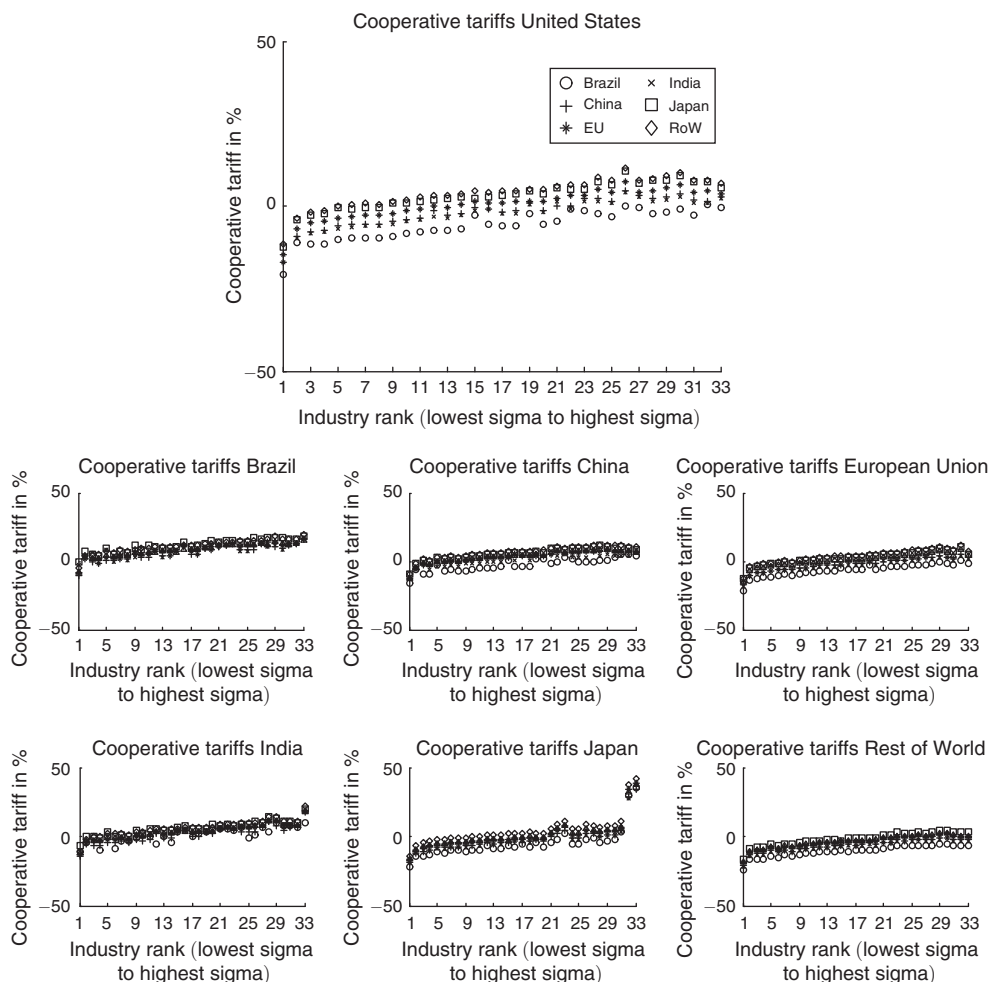 Cooperative tariffs United States
Cooperative tariff in %
50
0
−50
Brazil
India
China
Japan
EU
RoW
1 3 5 7 9 11 13 15 17 19 21 23 25 27 29 31 33
Industry rank (lowest sigma to highest sigma)
Cooperative tariffs Brazil
Cooperative tariff in %
50
0
−50
1 5 9 13 17 21 25 29 33
Industry rank (lowest sigma
to highest sigma)
Cooperative tariffs China
Cooperative tariff in %
50
0
−50
1 5 9 13 17 21 25 29 33
Industry rank (lowest sigma
to highest sigma)
Cooperative tariffs European Union
Cooperative tariff in %
50
0
−50
1 5 9 13 17 21 25 29 33
Industry rank (lowest sigma
to highest sigma)
Cooperative tariffs India
Cooperative tariff in %
50
0
−50
1 5 9 13 17 21 25 29 33
Industry rank (lowest sigma
to highest sigma)
Cooperative tariffs Japan
Cooperative tariff in %
50
0
−50
1 5 9 13 17 21 25 29 33
Industry rank (lowest sigma
to highest sigma)
Cooperative tariffs Rest of World
Cooperative tariff in %
50
0
−50
1 5 9 13 17 21 25 29 33
Industry rank (lowest sigma
to highest sigma)